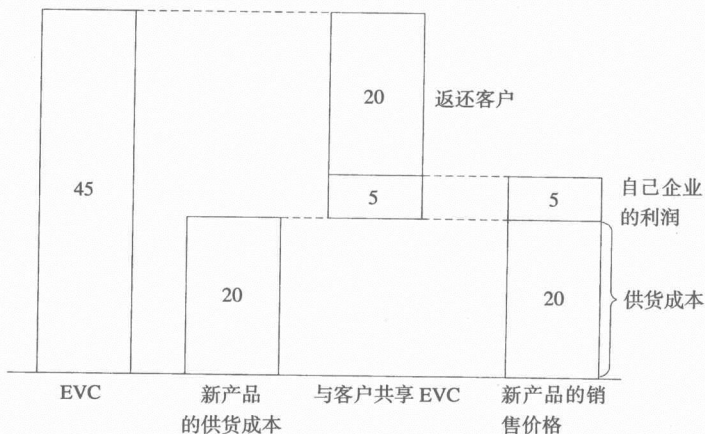 20
返还客户
45
5
5
自己企业
的利润
20
20
供货成本
EVC
新产品
的供货成本
与客户共享 EVC
新产品的销
售价格